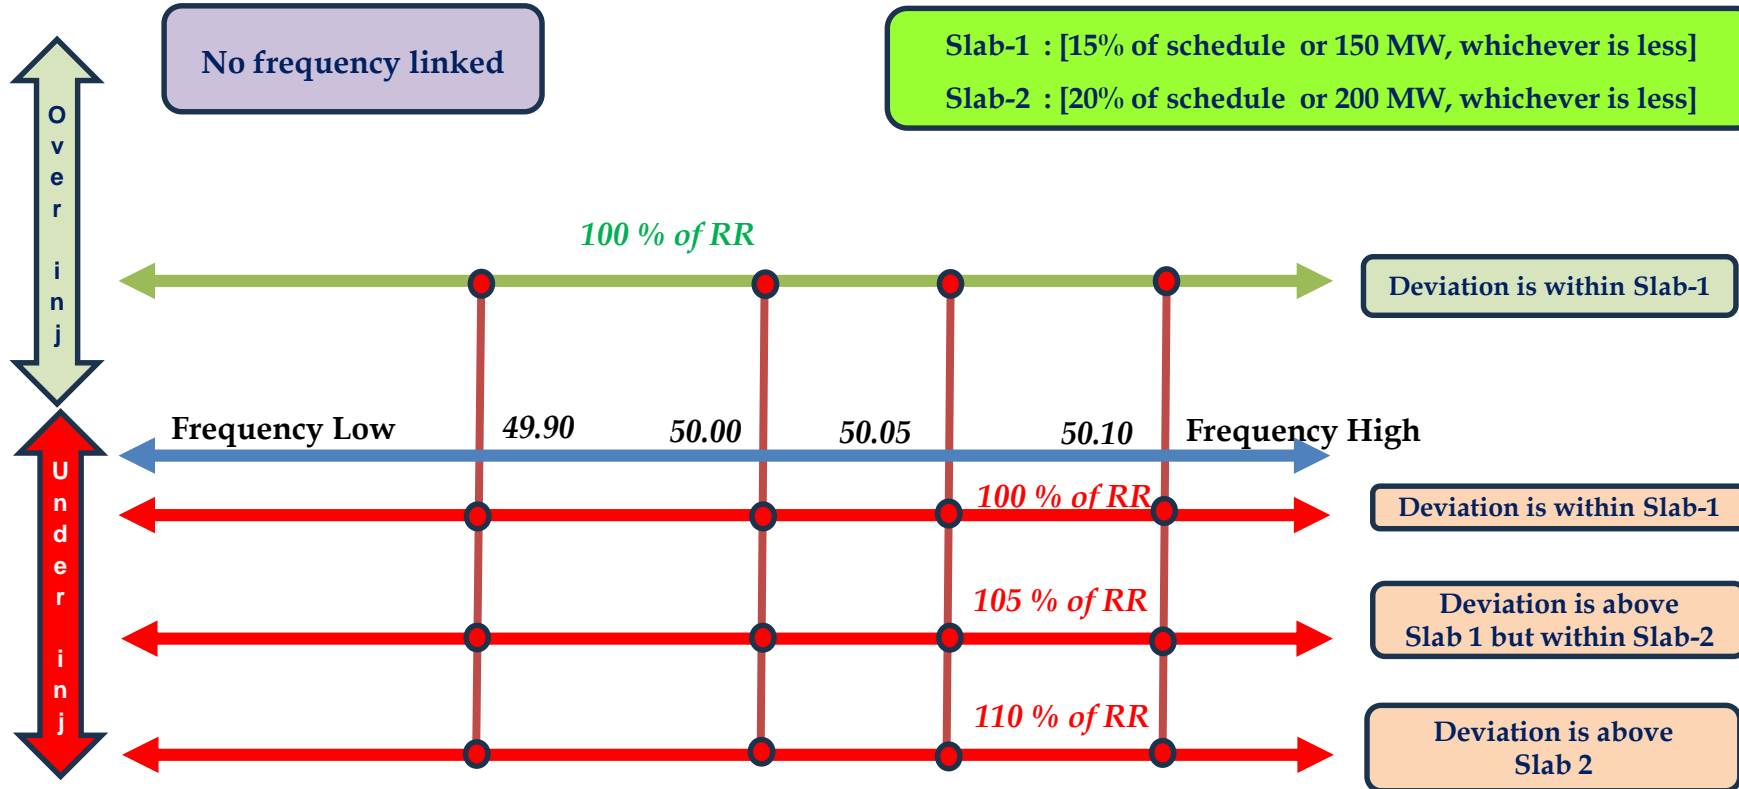 No frequency linked
Slab-1 : [15% of schedule or 150 MW, whichever is less]
Slab-2 : [20% of schedule or 200 MW, whichever is less]
Over inj
100 % of RR
Deviation is within Slab-1
Frequency Low
49.90
50.00
50.05
50.10
Frequency High
Under inj
100 % of RR
Deviation is within Slab-1
105 % of RR
Deviation is above
Slab 1 but within Slab-2
110 % of RR
Deviation is above
Slab 2